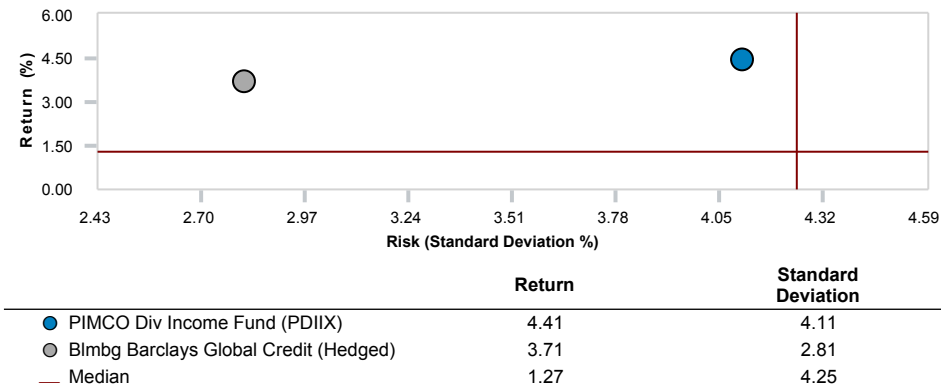 6.00
4.50
3.00
1.50
0.00
Return (%)
2.43 2.70 2.97 3.24 3.51 3.78 4.05 4.32 4.59
Risk (Standard Deviation %)
Return Standard Deviation
PIMCO Div Income Fund (PDIIX) 4.41 4.11
Blmbg Barclays Global Credit (Hedged) 3.71 2.81
Median 1.27 4.25